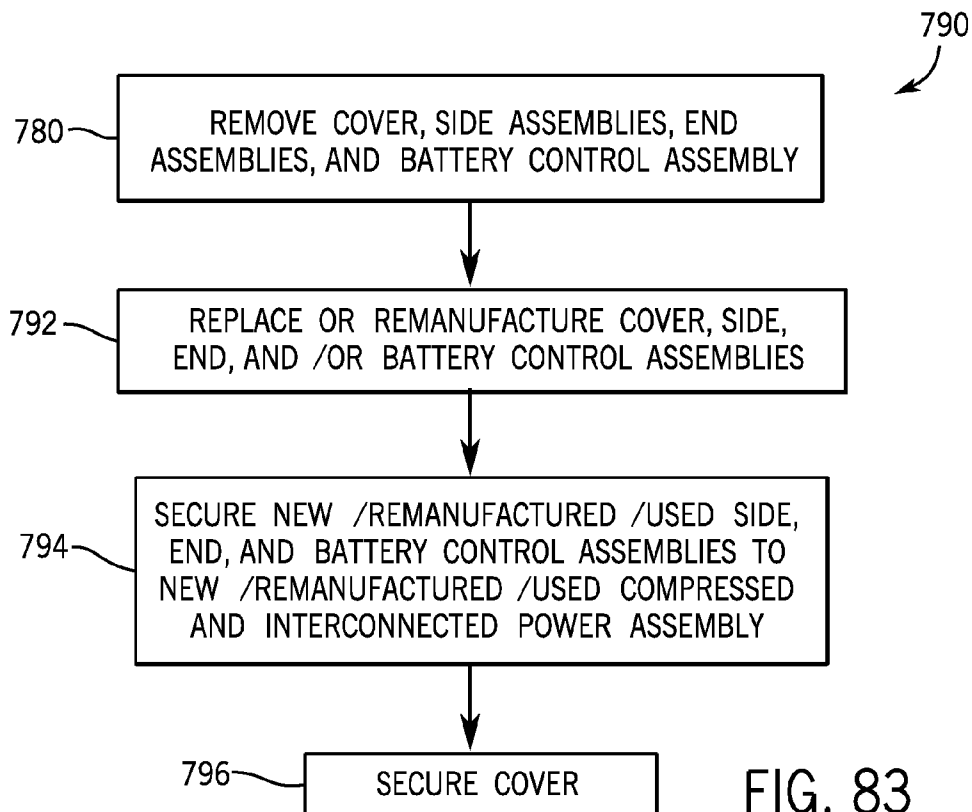 790
780
REMOVE COVER, SIDE ASSEMBLIES, END
ASSEMBLIES, AND BATTERY CONTROL ASSEMBLY
792
REPLACE OR REMANUFACTURE COVER, SIDE,
END, AND /OR BATTERY CONTROL ASSEMBLIES
794
SECURE NEW /REMANUFACTURED /USED SIDE,
END, AND BATTERY CONTROL ASSEMBLIES TO
NEW /REMANUFACTURED /USED COMPRESSED
AND INTERCONNECTED POWER ASSEMBLY
796
SECURE COVER
FIG. 83